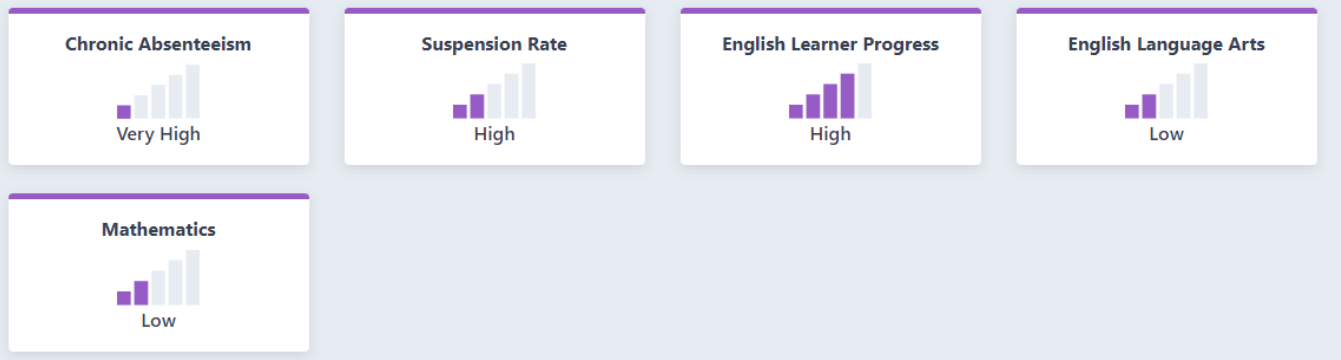 Chronic Absenteeism
Very High
Suspension Rate
High
English Learner Progress
High
English Language Arts
Low
Mathematics
Low